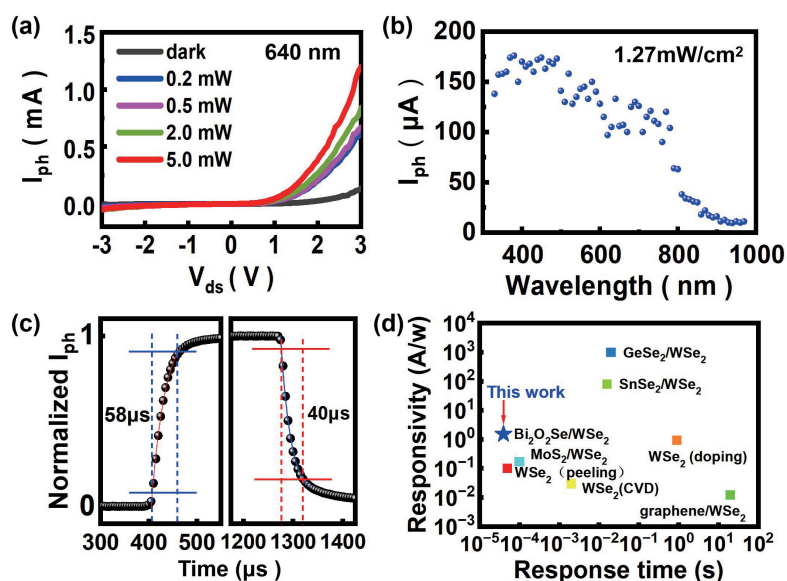 (a)
1.5
1.0
0.5
0.0
I_ph ( mA )
dark
0.2 mW
0.5 mW
2.0 mW
5.0 mW
640 nm
-3 -2 -1 0 1 2 3
V_ds ( V )
(b)
200
150
100
50
0
I_ph ( μA )
1.27mW/cm²
400 600 800 1000
Wavelength ( nm )
(c)
1
0
Normalized I_ph
58μs
40μs
300 400 500 1200 1300 1400
Time (μs)
(d)
10⁴
10³
10²
10¹
10⁰
10⁻¹
10⁻²
10⁻³
Responsivity (A/w)
GeSe₂/WSe₂
SnSe₂/WSe₂
This work
Bi₂O₂Se/WSe₂
MoS₂/WSe₂
WSe₂ (doping)
WSe₂（peeling）
WSe₂(CVD)
graphene/WSe₂
10⁻⁵ 10⁻⁴ 10⁻³ 10⁻² 10⁻¹ 10⁰ 10¹ 10²
Response time (s)